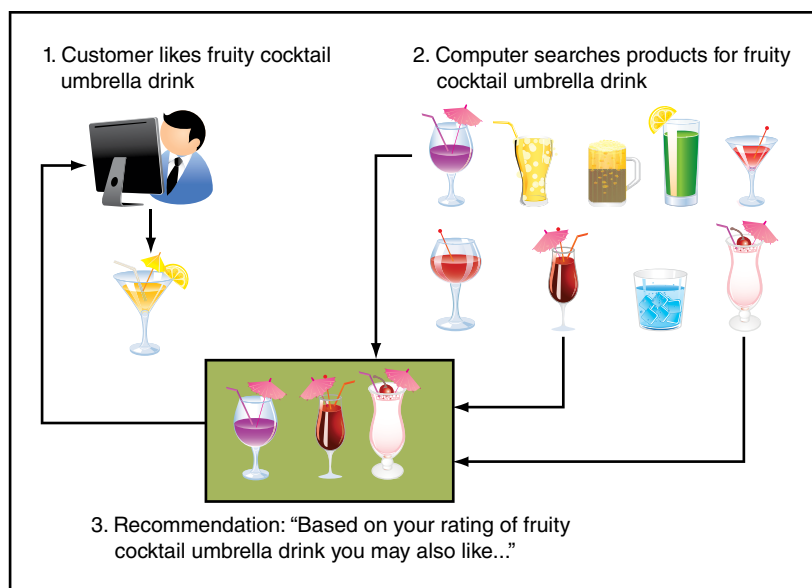 1. Customer likes fruity cocktail
umbrella drink
2. Computer searches products for fruity
cocktail umbrella drink
3. Recommendation: “Based on your rating of fruity
cocktail umbrella drink you may also like...”